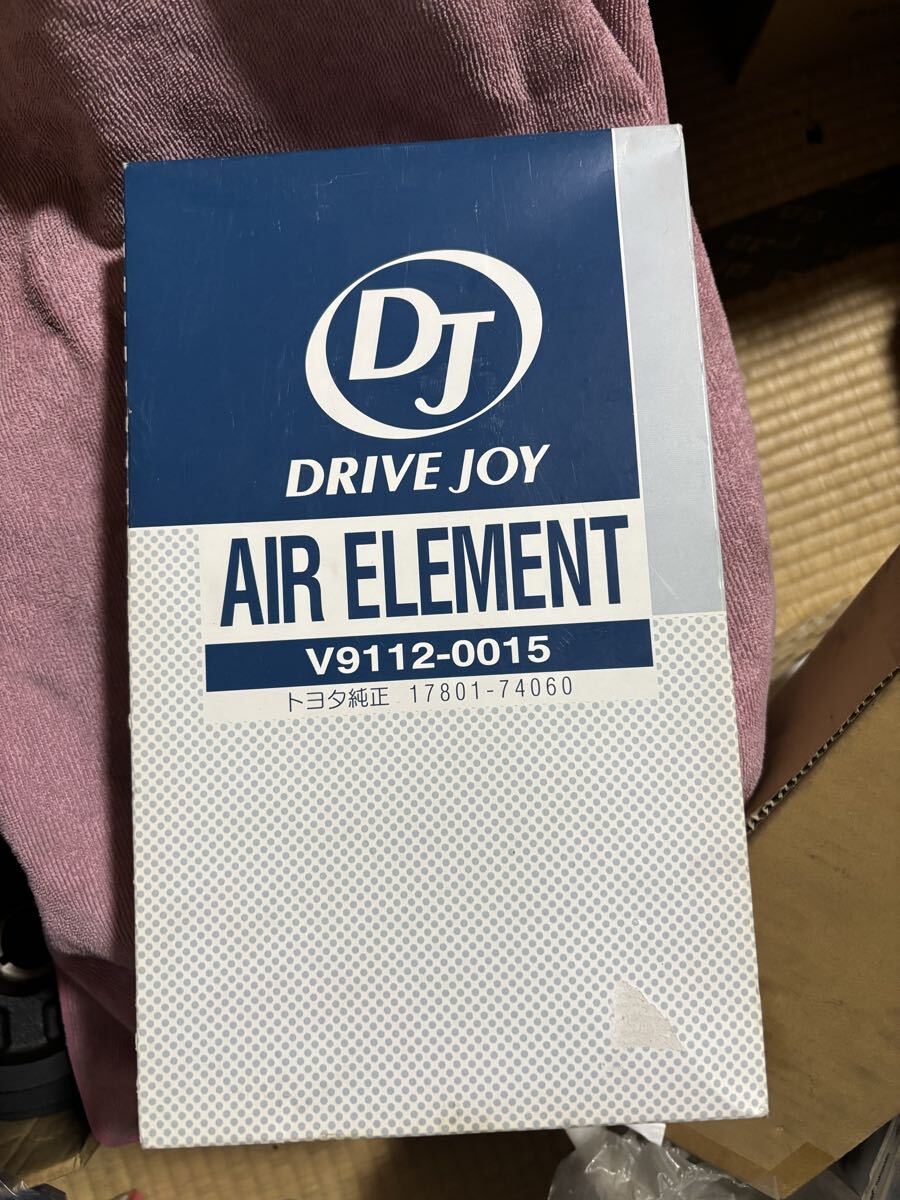 DJ
DRIVE JOY
AIR ELEMENT
V9112-0015
トヨタ純正 17801-74060